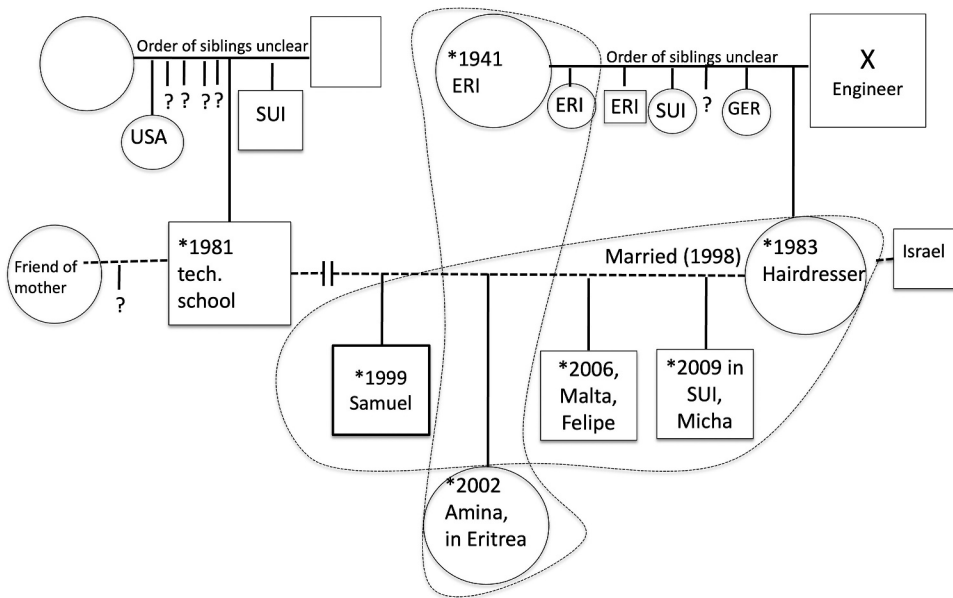 Order of siblings unclear
? ? ? ?
USA
SUI
*1941
ERI
Order of siblings unclear
ERI
ERI
SUI
?
GER
X
Engineer
Friend of
mother
?
*1981
tech.
school
Married (1998)
*1983
Hairdresser
Israel
*1999
Samuel
*2006,
Malta,
Felipe
*2009 in
SUI,
Micha
*2002
Amina,
in Eritrea